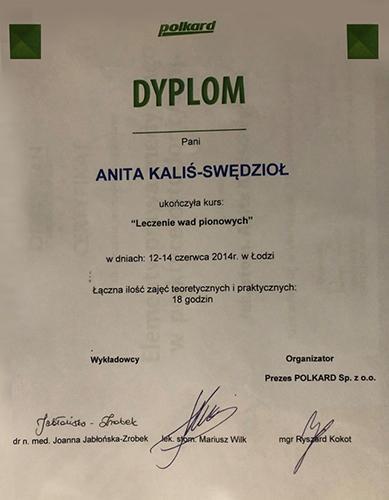 polkard
DYPLOM
Pani
ANITA KALIŚ-SWĘDZIOŁ
ukończyła kurs:
"Leczenie wad pionowych"
w dniach: 12-14 czerwca 2014r. w Łodzi
Łączna ilość zajęć teoretycznych i praktycznych:
18 godzin
Wykładowcy
Organizator
Prezes POLKARD Sp. z o.o.
Jabłońska - Zrobek
dr n. med. Joanna Jabłońska-Zrobek
lek. stom. Mariusz Wilk
mgr Ryszard Kokot